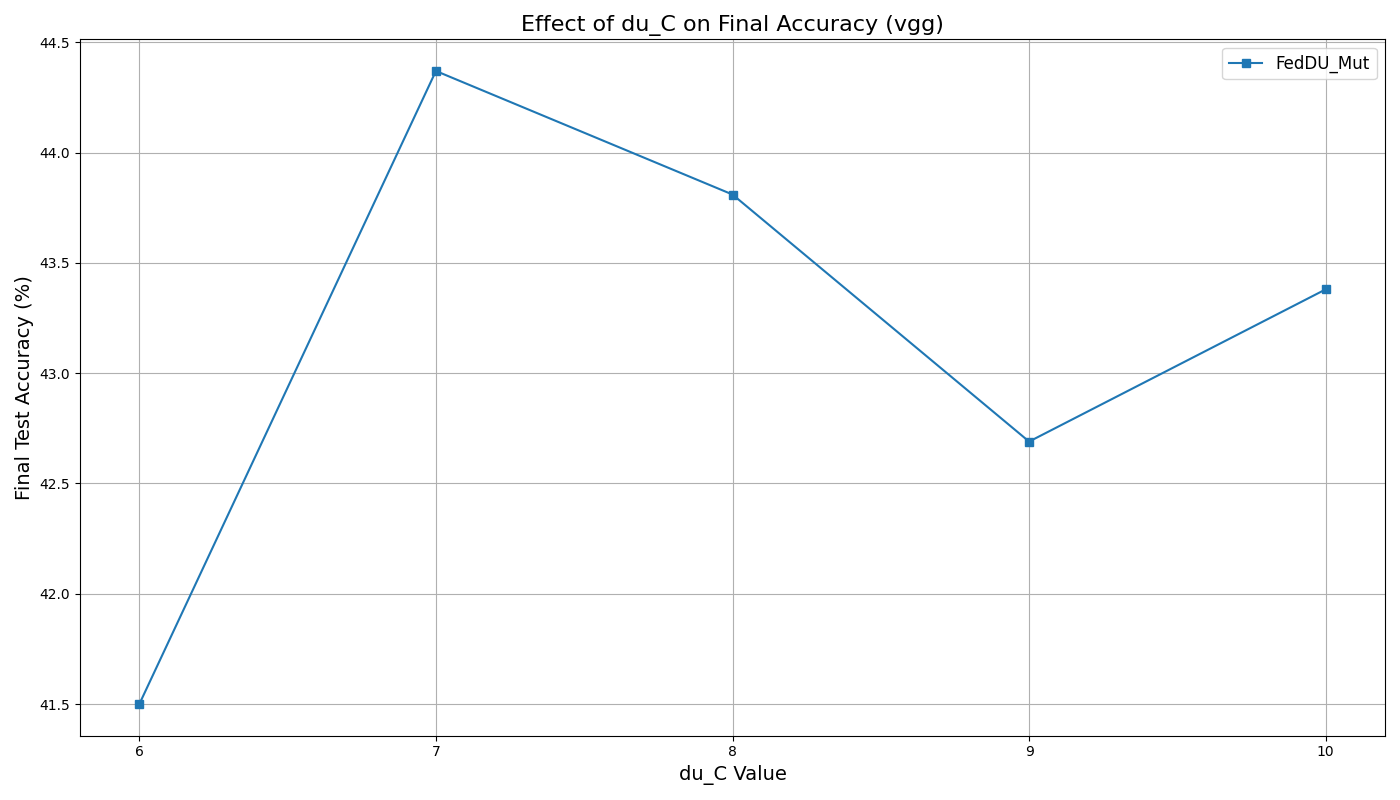 Effect of du_C on Final Accuracy (vgg)
FedDU_Mut
Final Test Accuracy (%)
44.5
44.0
43.5
43.0
42.5
42.0
41.5
6 7 8 9 10
du_C Value